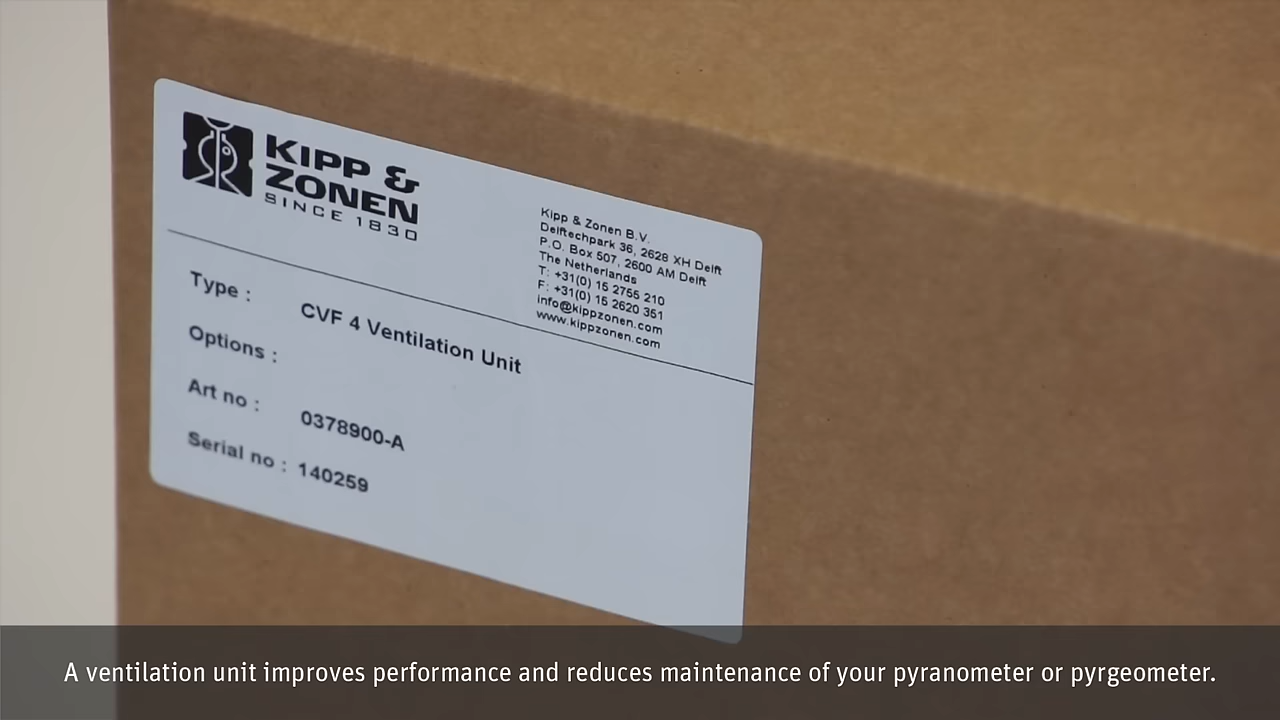 KIPP &
ZONEN
SINCE 1830
Kipp & Zonen B.V.
Delftechpark 36, 2628 XH Delft
P.O. Box 507, 2600 AM Delft
The Netherlands
T: +31(0) 15 2755 210
F: +31(0) 15 2620 351
info@kippzonen.com
www.kippzonen.com
Type : CVF 4 Ventilation Unit
Options :
Art no : 0378900-A
Serial no : 140259
A ventilation unit improves performance and reduces maintenance of your pyranometer or pyrgeometer.